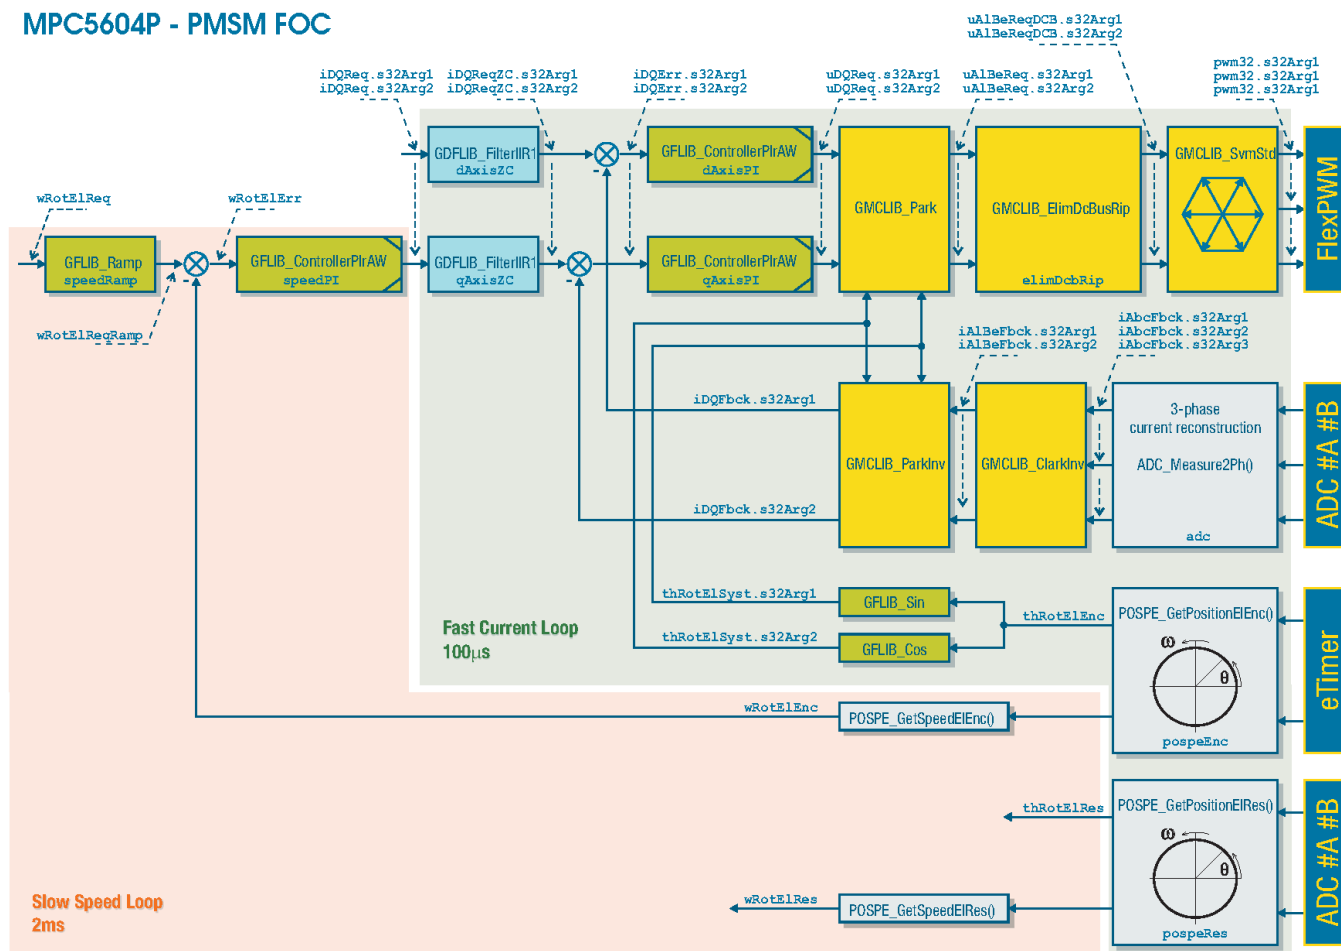 MPC5604P - PMSM FOC
uAlBeReqDCB.s32Arg1
uAlBeReqDCB.s32Arg2
iDQReq.s32Arg1
iDQReq.s32Arg2
iDQReqZC.s32Arg1
iDQReqZC.s32Arg2
iDQErr.s32Arg1
iDQErr.s32Arg2
uDQReq.s32Arg1
uDQReq.s32Arg2
uAlBeReq.s32Arg1
uAlBeReq.s32Arg2
pwm32.s32Arg1
pwm32.s32Arg1
pwm32.s32Arg1
GDFLIB_FilterIIR1
dAxisZC
-
GFLIB_ControllerPIrAW
dAxisPI
GMCLIB_Park
GMCLIB_ElimDcBusRip
elimDcbRip
GMCLIB_SvmStd
FlexPWM
wRotElReq
wRotElErr
GFLIB_Ramp
speedRamp
-
GFLIB_ControllerPIrAW
speedPI
GDFLIB_FilterIIR1
qAxisZC
-
GFLIB_ControllerPIrAW
qAxisPI
wRotElReqRamp
iAlBeFbck.s32Arg1
iAlBeFbck.s32Arg2
iAbcFbck.s32Arg1
iAbcFbck.s32Arg2
iAbcFbck.s32Arg3
iDQFbck.s32Arg1
iDQFbck.s32Arg2
GMCLIB_ParkInv
GMCLIB_ClarkInv
3-phase
current reconstruction
ADC_Measure2Ph()
adc
ADC #A #B
thRotElSyst.s32Arg1
GFLIB_Sin
thRotElSyst.s32Arg2
GFLIB_Cos
thRotElEnc
POSPE_GetPositionElEnc()
ω
θ
pospeEnc
eTimer
Fast Current Loop
100µs
wRotElEnc
POSPE_GetSpeedElEnc()
thRotElRes
POSPE_GetPositionElRes()
ω
θ
pospeRes
ADC #A #B
wRotElRes
POSPE_GetSpeedElRes()
Slow Speed Loop
2ms